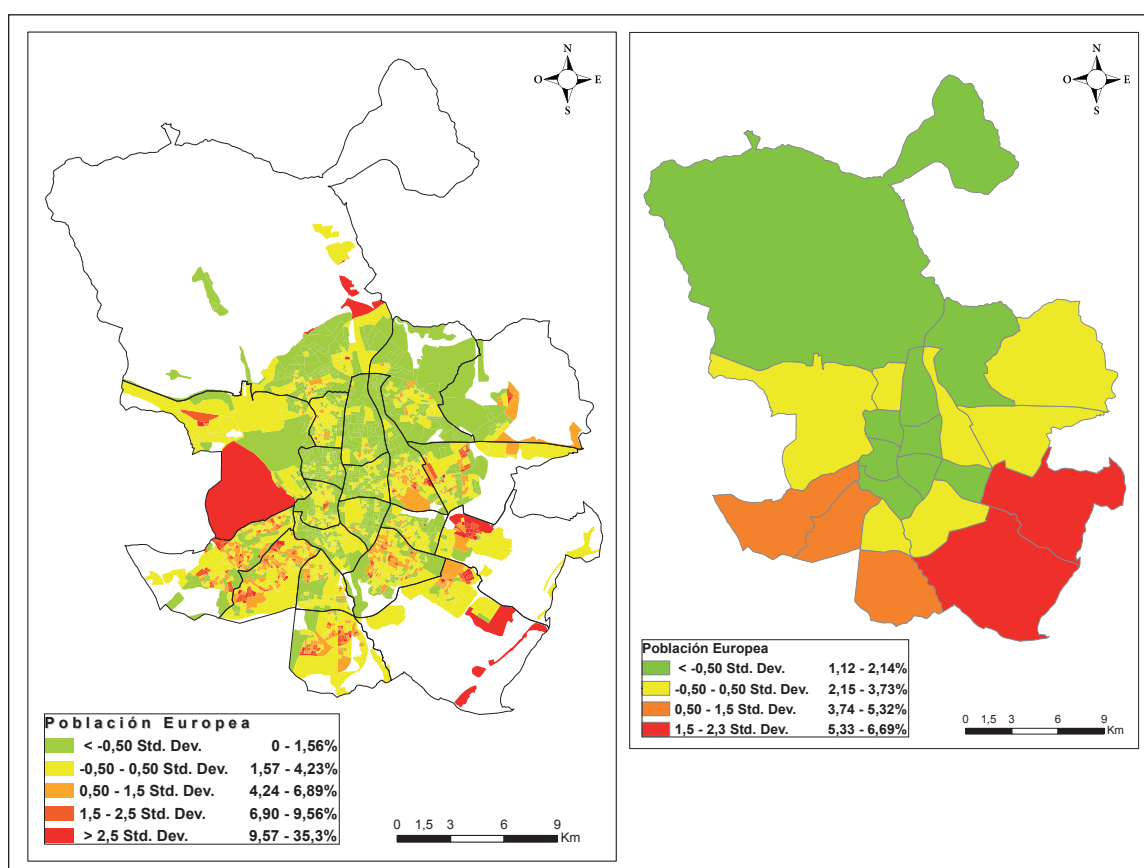 N
O E
S
Población Europea
< -0,50 Std. Dev. 0 - 1,56%
-0,50 - 0,50 Std. Dev. 1,57 - 4,23%
0,50 - 1,5 Std. Dev. 4,24 - 6,89%
1,5 - 2,5 Std. Dev. 6,90 - 9,56%
> 2,5 Std. Dev. 9,57 - 35,3%
0 1,5 3 6 9
Km
N
O E
S
Población Europea
< -0,50 Std. Dev. 1,12 - 2,14%
-0,50 - 0,50 Std. Dev. 2,15 - 3,73%
0,50 - 1,5 Std. Dev. 3,74 - 5,32%
1,5 - 2,3 Std. Dev. 5,33 - 6,69%
0 1,5 3 6 9
Km